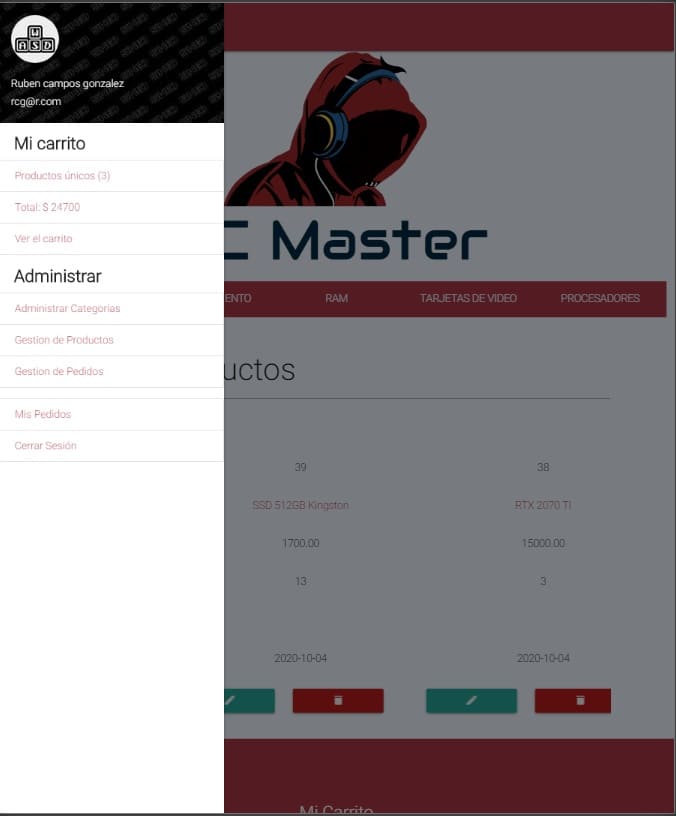 W
A S D
Ruben campos gonzalez
rcg@r.com
Mi carrito
Productos únicos (3)
Total: $ 24700
Ver el carrito
Administrar
Administrar Categorías
Gestion de Productos
Gestion de Pedidos
Mis Pedidos
Cerrar Sesión
C Master
ENTO RAM TARJETAS DE VIDEO PROCESADORES
uctos
39 38
SSD 512GB Kingston RTX 2070 TI
1700.00 15000.00
13 3
2020-10-04 2020-10-04
Mi Carrito